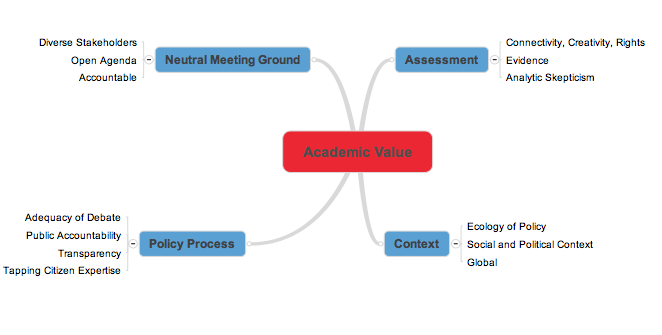 Diverse Stakeholders
Open Agenda
Accountable
Neutral Meeting Ground
Assessment
Connectivity, Creativity, Rights
Evidence
Analytic Skepticism
Academic Value
Adequacy of Debate
Public Accountability
Transparency
Tapping Citizen Expertise
Policy Process
Context
Ecology of Policy
Social and Political Context
Global